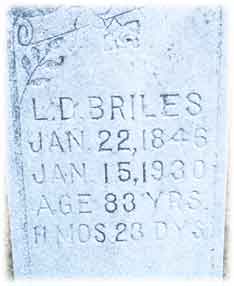 L.D. BRILES
JAN. 22, 1846
JAN. 15, 1930
AGE 83 YRS.
11 MOS. 23 DYS.